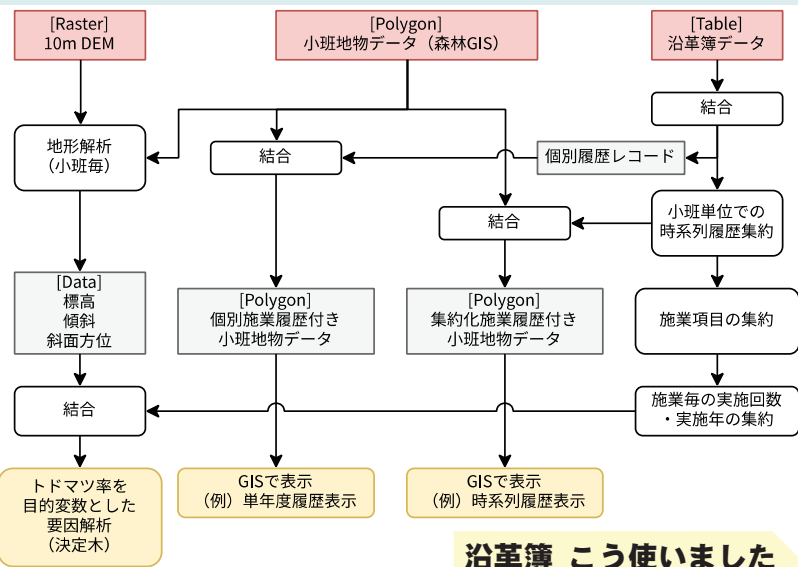 [Raster]
10m DEM
[Polygon]
小班地物データ（森林GIS）
[Table]
沿革簿データ
結合
地形解析
（小班毎）
結合
個別履歴レコード
結合
小班単位での
時系列履歴集約
[Data]
標高
傾斜
斜面方位
[Polygon]
個別施業履歴付き
小班地物データ
[Polygon]
集約化施業履歴付き
小班地物データ
施業項目の集約
結合
施業毎の実施回数
・実施年の集約
トドマツ率を
目的変数とした
要因解析
（決定木）
GISで表示
（例）単年度履歴表示
GISで表示
（例）時系列履歴表示
沿革簿 こう使いました